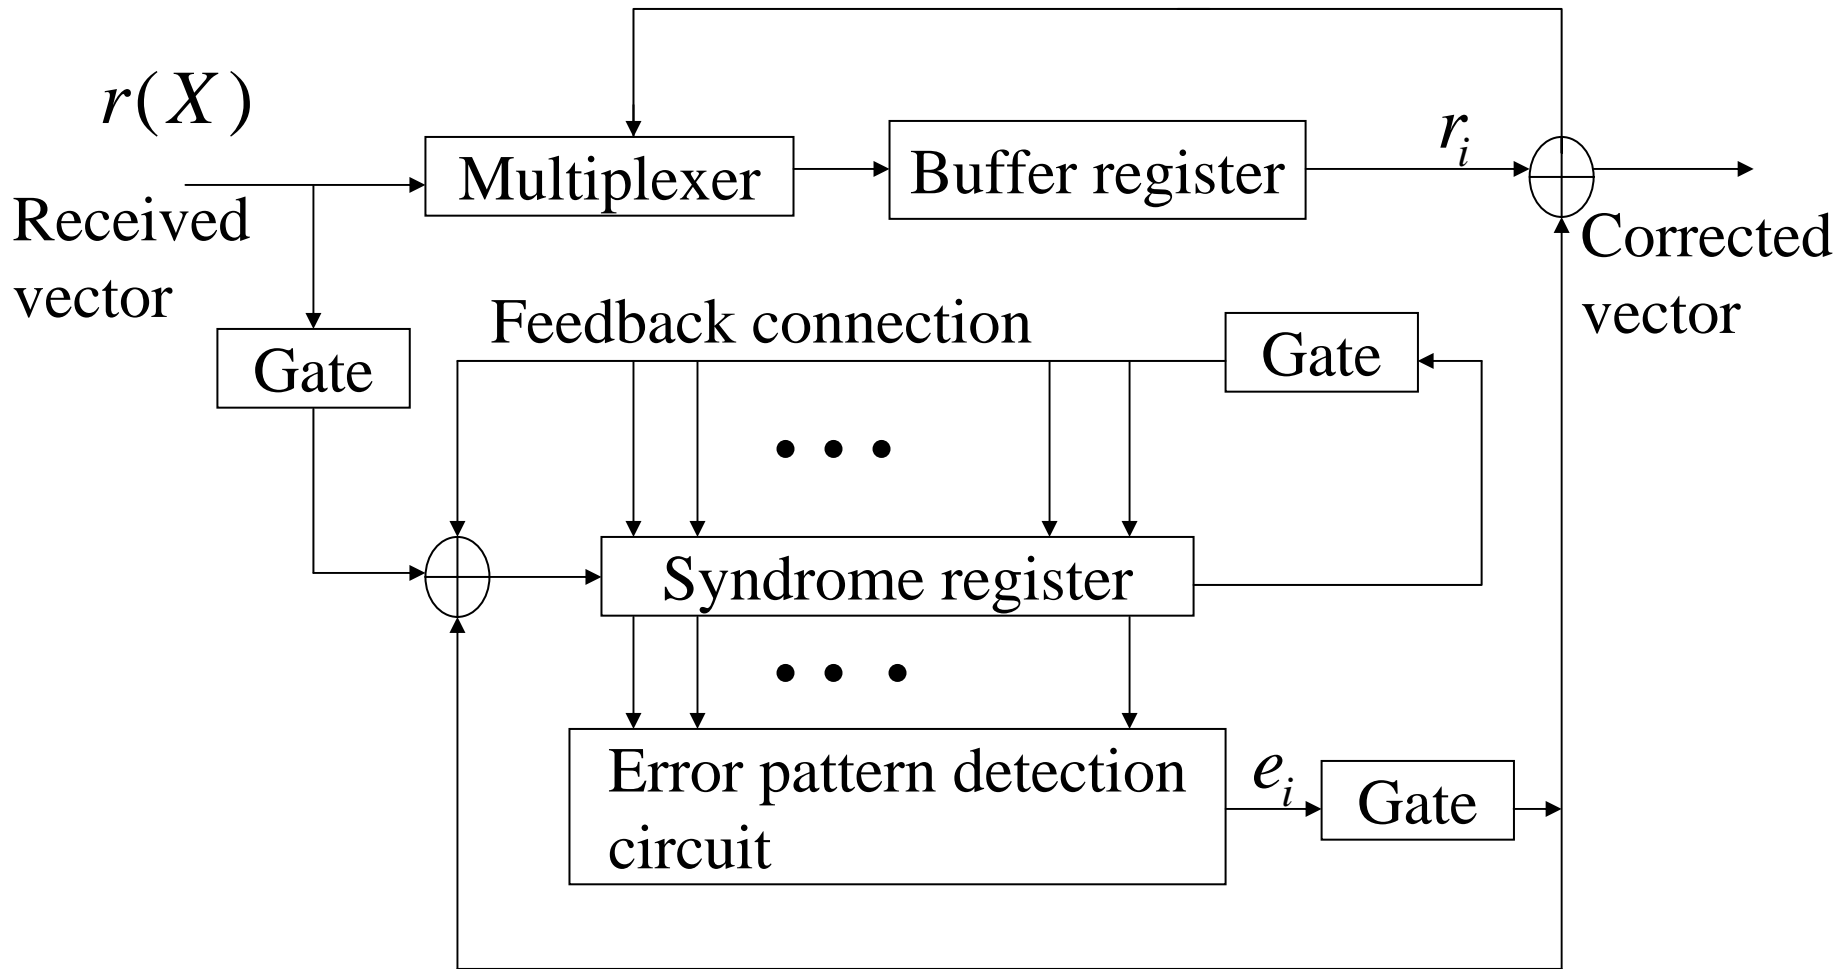 r(X)
Multiplexer
Buffer register
r_i
Received
vector
Corrected
vector
Feedback connection
Gate
Gate
Syndrome register
Error pattern detection
circuit
e_i
Gate